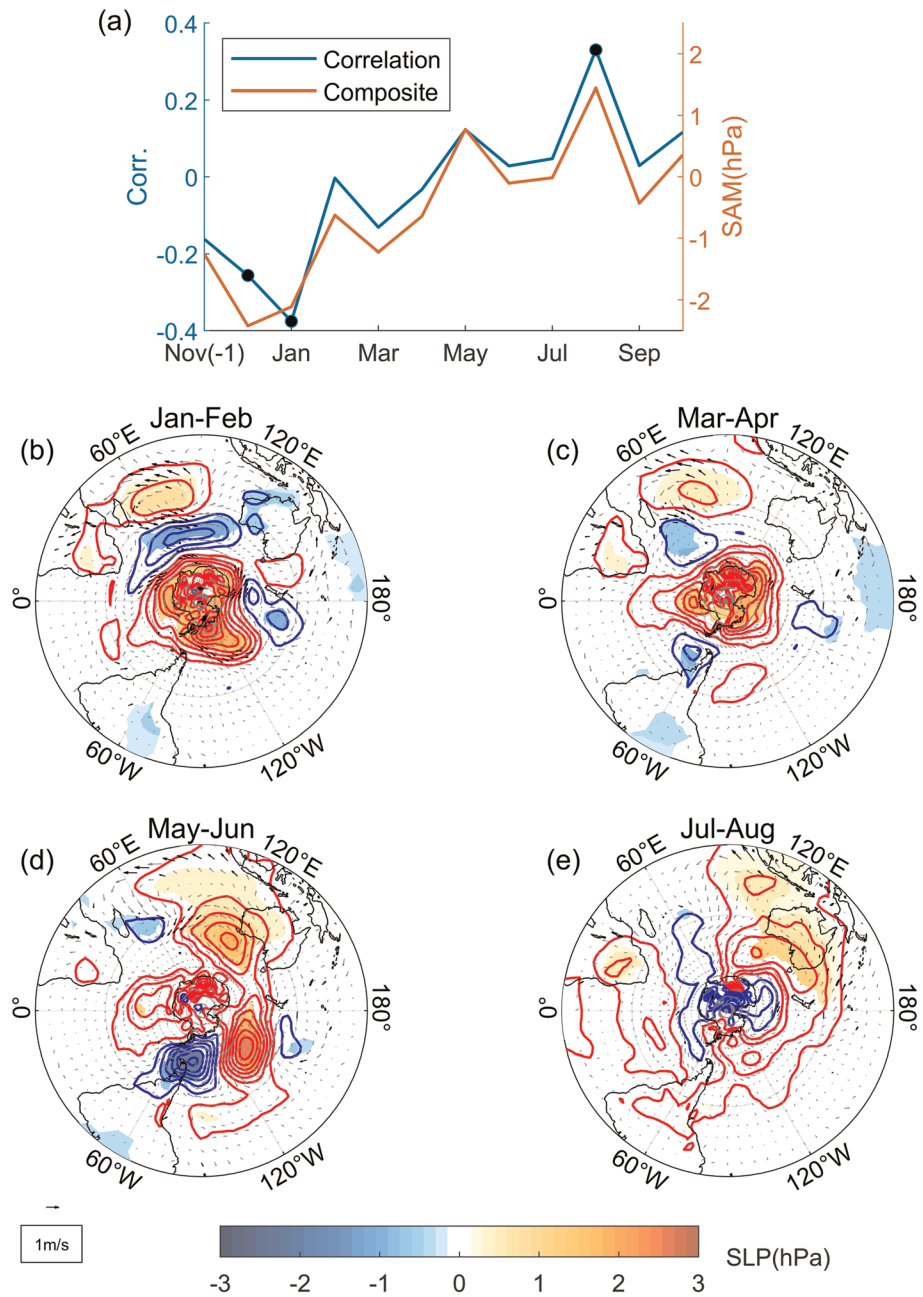 (a)
0.4
0.2
0
-0.2
-0.4
Corr.
Correlation
Composite
2
1
0
-1
-2
SAM(hPa)
Nov(-1) Jan Mar May Jul Sep
(b)
Jan-Feb
60°E
120°E
0°
180°
60°W
120°W
(c)
Mar-Apr
60°E
120°E
0°
180°
60°W
120°W
(d)
May-Jun
60°E
120°E
0°
180°
60°W
120°W
(e)
Jul-Aug
60°E
120°E
0°
180°
60°W
120°W
1m/s
-3 -2 -1 0 1 2 3
SLP(hPa)